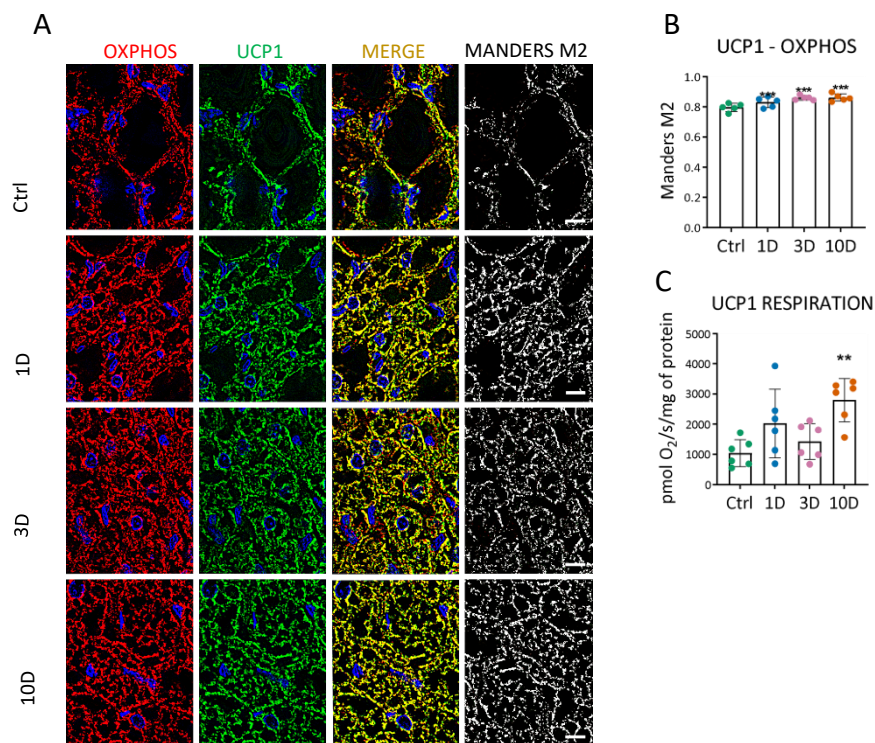 A
OXPHOS UCP1 MERGE MANDERS M2
Ctrl
1D
3D
10D
B
UCP1 - OXPHOS
Manders M2
1.0
0.8
0.6
0.4
0.2
0.0
*** *** ***
Ctrl 1D 3D 10D
C
UCP1 RESPIRATION
pmol O₂/s/mg of protein
5000
4000
3000
2000
1000
0
**
Ctrl 1D 3D 10D